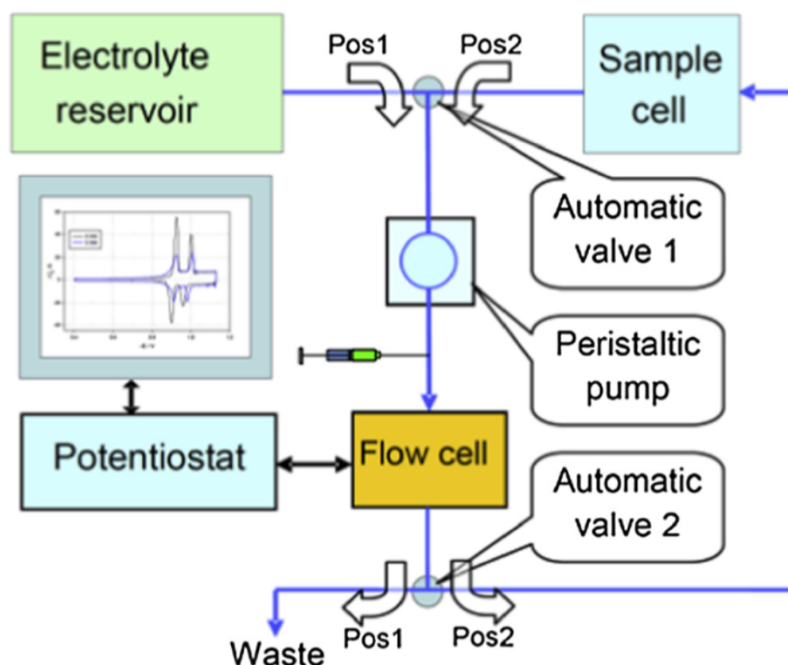 Electrolyte
reservoir
Pos1
Pos2
Sample
cell
Automatic
valve 1
Peristaltic
pump
Potentiostat
Flow cell
Automatic
valve 2
Pos1
Pos2
Waste